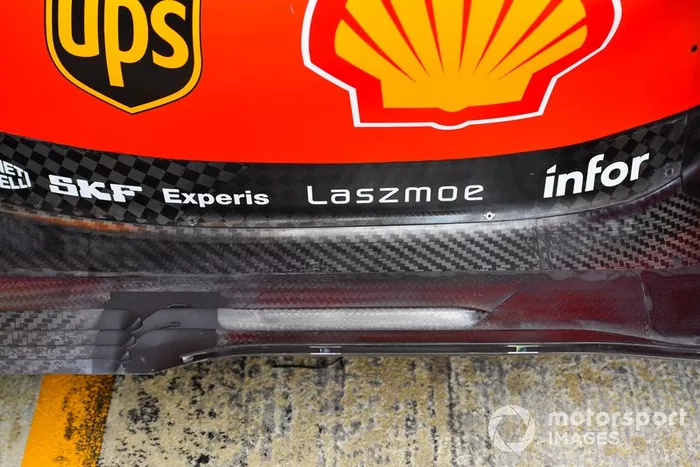 ups
SKF
Experis
Laszmoe
infor
motorsport
IMAGES